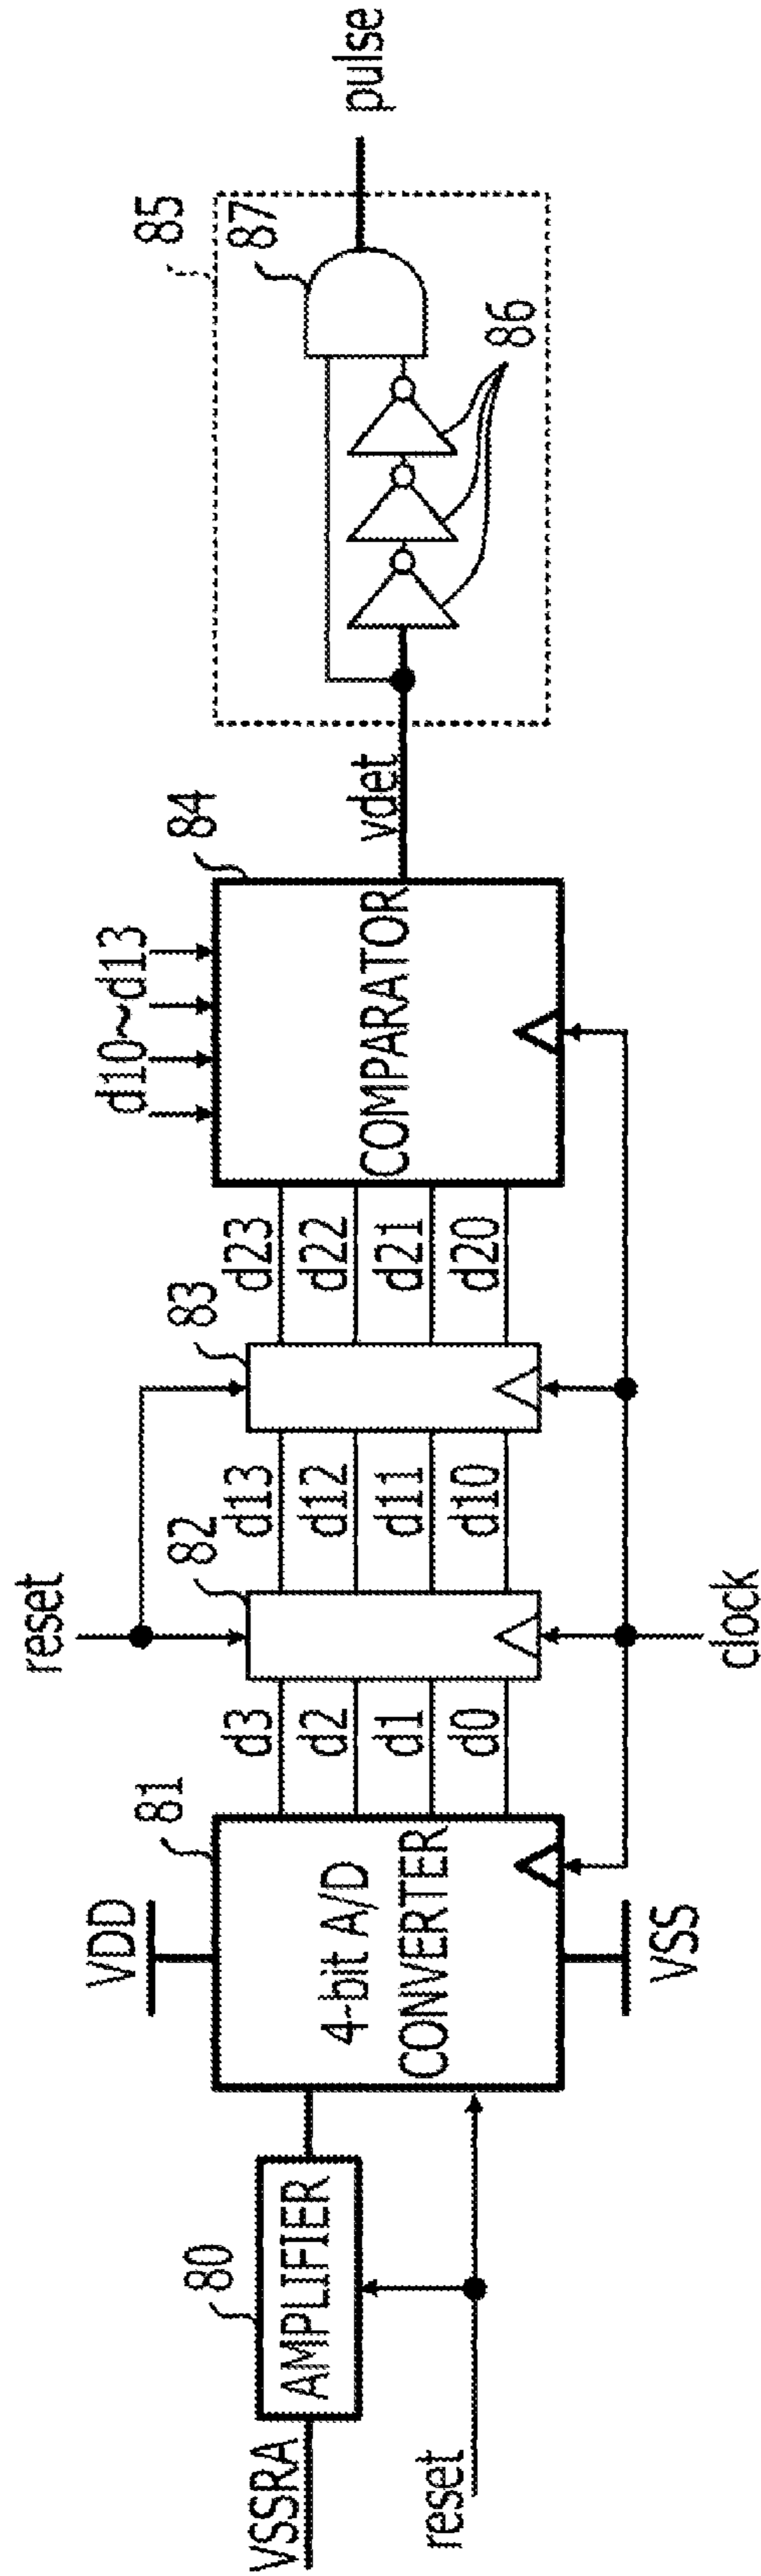 VSSRA
reset
80
AMPLIFIER
VDD
81
4-bit A/D
CONVERTER
VSS
d3
d2
d1
d0
reset
82
clock
d13
d12
d11
d10
83
d23
d22
d21
d20
d10~d13
84
COMPARATOR
vdet
85
86
87
pulse